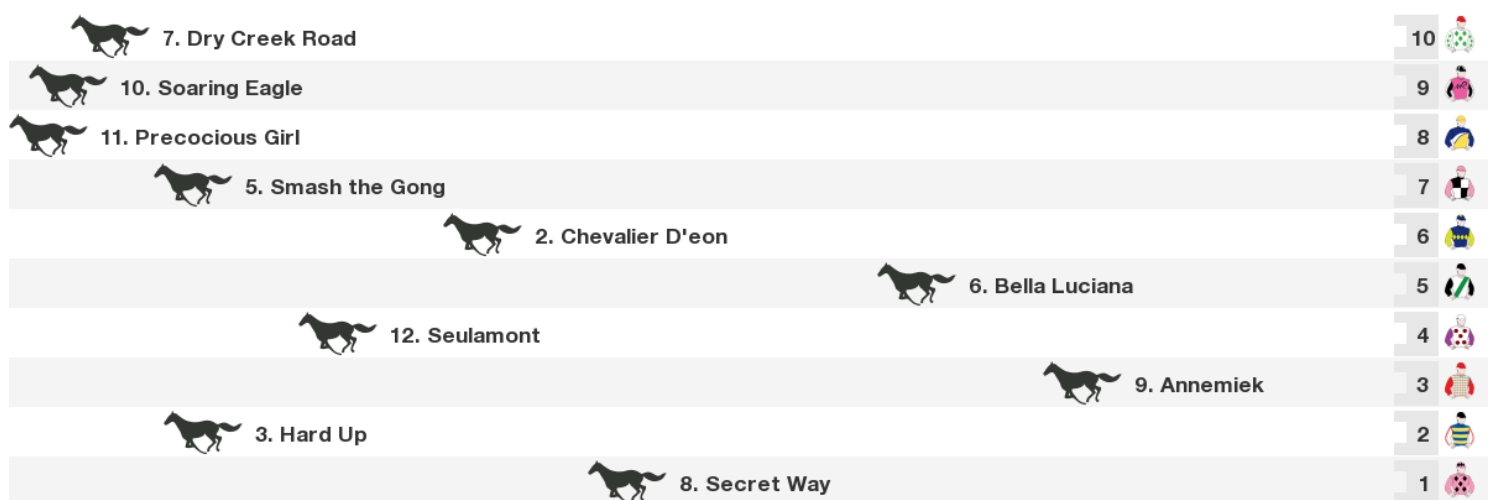 7. Dry Creek Road 10
10. Soaring Eagle 9
11. Precocious Girl 8
5. Smash the Gong 7
2. Chevalier D'eon 6
6. Bella Luciana 5
12. Seulamont 4
9. Annemiek 3
3. Hard Up 2
8. Secret Way 1